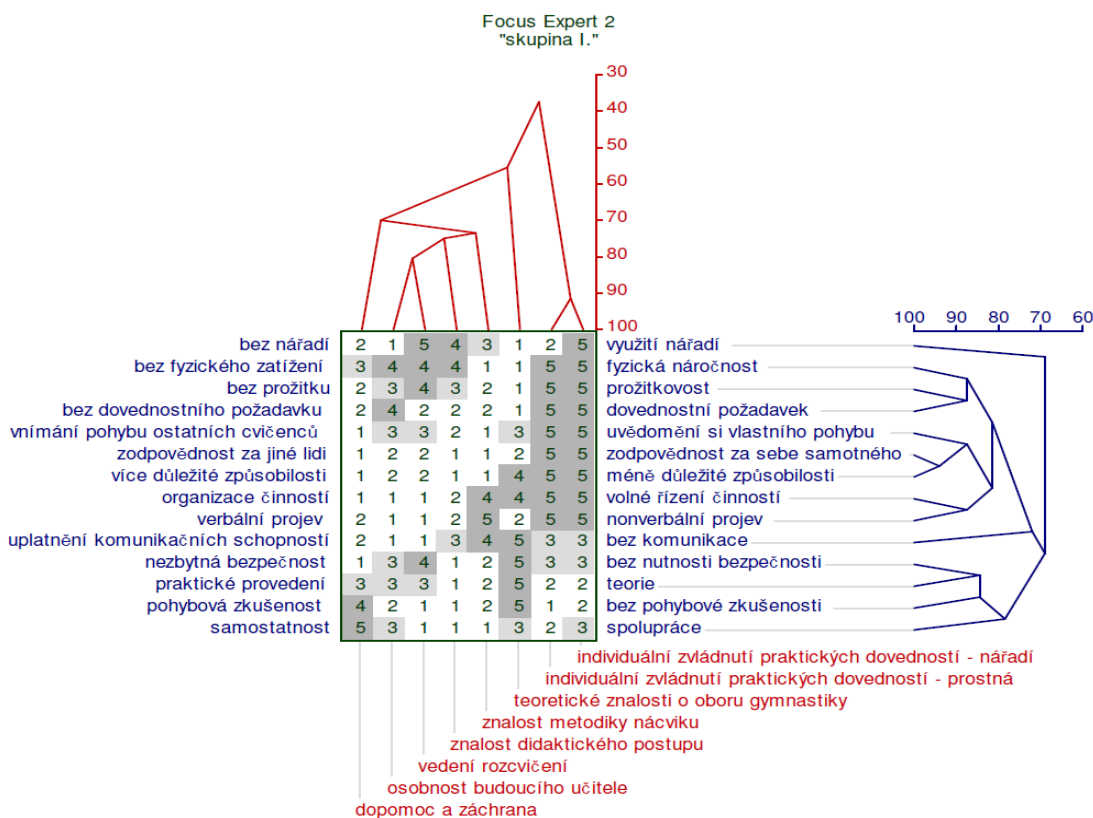 Focus Expert 2
"skupina I."
30
40
50
60
70
80
90
100
100 90 80 70 60
bez nářadí 2 1 5 4 3 1 2 5 využití nářadí
bez fyzického zatížení 3 4 4 4 1 1 5 5 fyzická náročnost
bez prožitku 2 3 4 3 2 1 5 5 prožitkovost
bez dovednostního požadavku 2 4 2 2 2 1 5 5 dovednostní požadavek
vnímání pohybu ostatních cvičenců 1 3 3 2 1 3 5 5 uvědomění si vlastního pohybu
zodpovědnost za jiné lidi 1 2 2 1 1 2 5 5 zodpovědnost za sebe samotného
více důležité způsobilosti 1 2 2 1 1 4 5 5 méně důležité způsobilosti
organizace činností 1 1 1 2 4 4 5 5 volné řízení činností
verbální projev 2 1 1 2 5 2 5 5 nonverbální projev
uplatnění komunikačních schopností 2 1 1 3 4 5 3 3 bez komunikace
nezbytná bezpečnost 1 3 4 1 2 5 3 3 bez nutnosti bezpečnosti
praktické provedení 3 3 3 1 2 5 2 2 teorie
pohybová zkušenost 4 2 1 1 2 5 1 2 bez pohybové zkušenosti
samostatnost 5 3 1 1 1 3 2 3 spolupráce
individuální zvládnutí praktických dovedností - nářadí
individuální zvládnutí praktických dovedností - prostná
teoretické znalosti o oboru gymnastiky
znalost metodiky nácviku
znalost didaktického postupu
vedení rozcvičení
osobnost budoucího učitele
dopomoc a záchrana